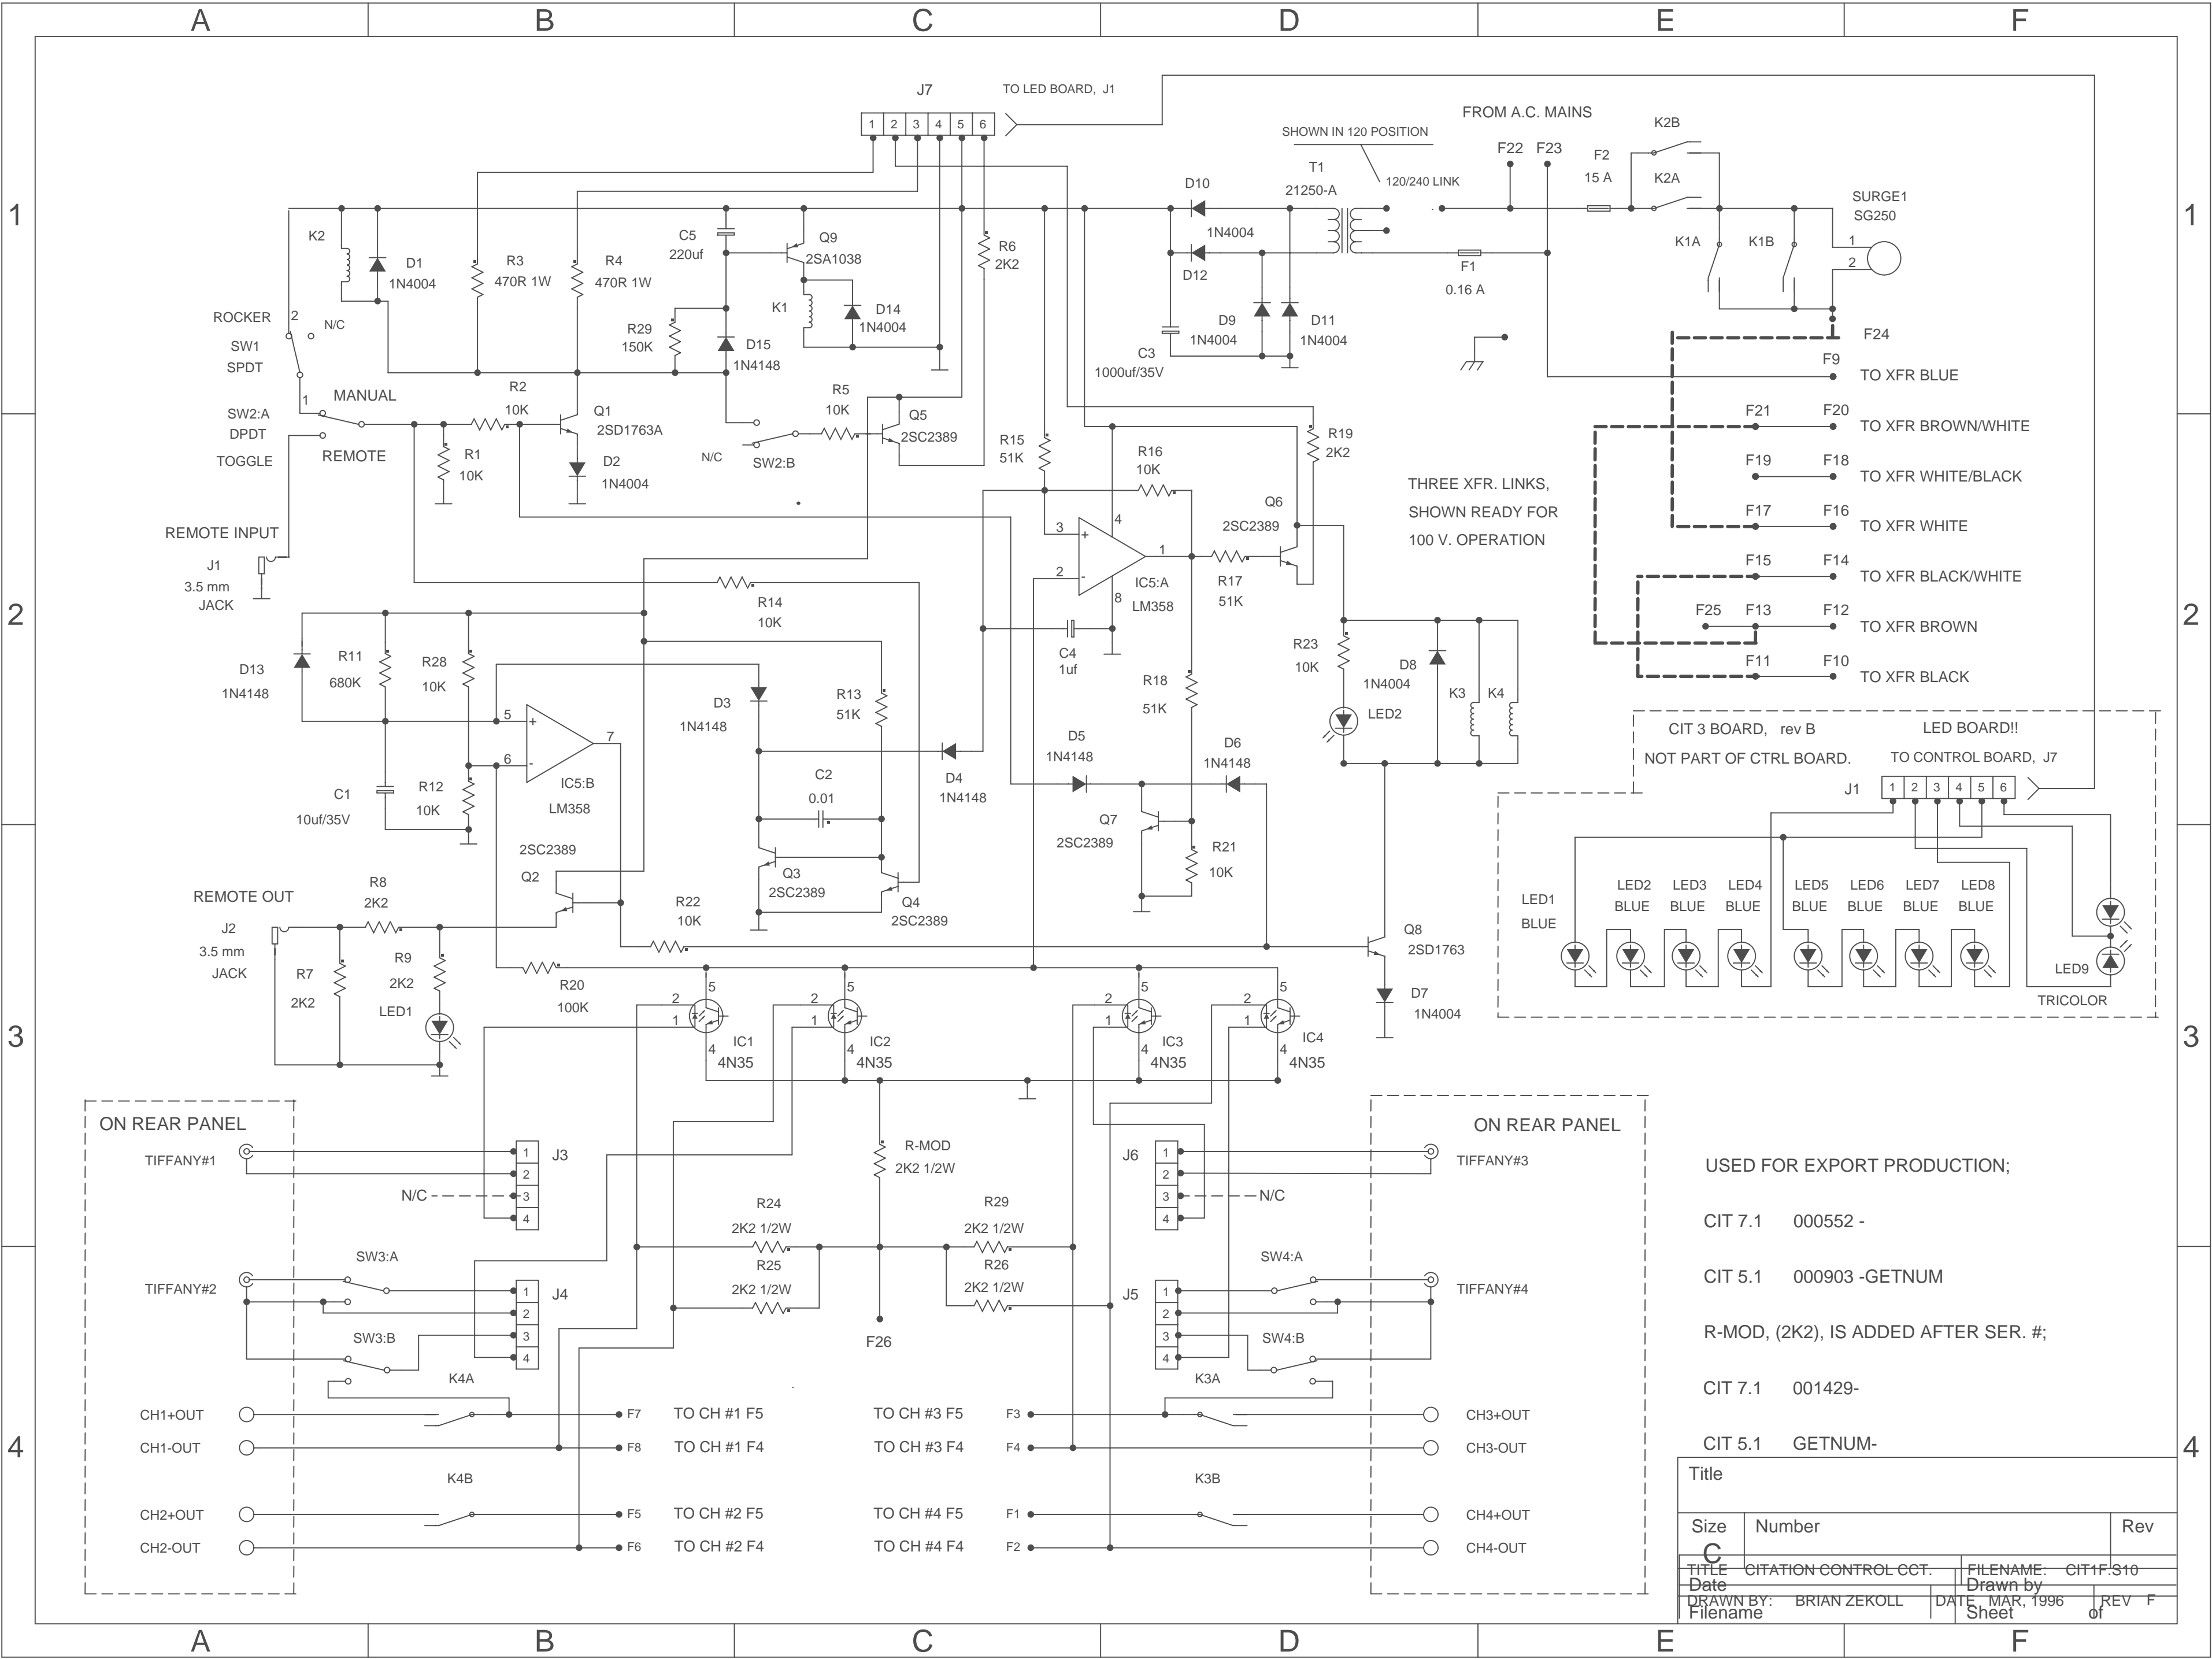 A B C D E F
1
2
3
4
J7
TO LED BOARD, J1
1 2 3 4 5 6
K2
D1
1N4004
R3
470R 1W
R4
470R 1W
C5
220uf
Q9
2SA1038
K1
D14
1N4004
R6
2K2
R29
150K
D15
1N4148
ROCKER
SW1
SPDT
2
N/C
1
MANUAL
SW2:A
DPDT
TOGGLE
REMOTE
R2
10K
R1
10K
Q1
2SD1763A
D2
1N4004
N/C
SW2:B
R5
10K
Q5
2SC2389
SHOWN IN 120 POSITION
T1
21250-A
120/240 LINK
D10
1N4004
D12
D9
1N4004
D11
1N4004
C3
1000uf/35V
FROM A.C. MAINS
F22 F23
F2
15 A
K2B
K2A
F1
0.16 A
K1A
K1B
SURGE1
SG250
1
2
F24
F9
TO XFR BLUE
F21 F20
TO XFR BROWN/WHITE
F19 F18
TO XFR WHITE/BLACK
F17 F16
TO XFR WHITE
F15 F14
TO XFR BLACK/WHITE
F25 F13 F12
TO XFR BROWN
F11 F10
TO XFR BLACK
THREE XFR. LINKS,
SHOWN READY FOR
100 V. OPERATION
R15
51K
R16
10K
R19
2K2
Q6
2SC2389
3
+
2
-
4
1
8
IC5:A
LM358
R17
51K
C4
1uf
R18
51K
R23
10K
LED2
D8
1N4004
K3
K4
REMOTE INPUT
J1
3.5 mm
JACK
R14
10K
D13
1N4148
R11
680K
R28
10K
5
+
6
-
7
IC5:B
LM358
C1
10uf/35V
R12
10K
D3
1N4148
R13
51K
C2
0.01
D4
1N4148
D5
1N4148
D6
1N4148
Q7
2SC2389
R21
10K
Q3
2SC2389
Q4
2SC2389
2SC2389
Q2
R22
10K
REMOTE OUT
J2
3.5 mm
JACK
R8
2K2
R7
2K2
R9
2K2
LED1
R20
100K
Q8
2SD1763
D7
1N4004
2
1
5
4
IC1
4N35
2
1
5
4
IC2
4N35
2
1
5
4
IC3
4N35
2
1
5
4
IC4
4N35
CIT 3 BOARD, rev B
LED BOARD!!
NOT PART OF CTRL BOARD.
TO CONTROL BOARD, J7
J1
1 2 3 4 5 6
LED1
BLUE
LED2
BLUE
LED3
BLUE
LED4
BLUE
LED5
BLUE
LED6
BLUE
LED7
BLUE
LED8
BLUE
LED9
TRICOLOR
ON REAR PANEL
TIFFANY#1
J3
1
2
3
4
N/C
TIFFANY#2
SW3:A
SW3:B
J4
1
2
3
4
R-MOD
2K2 1/2W
R24
2K2 1/2W
R25
2K2 1/2W
R29
2K2 1/2W
R26
2K2 1/2W
F26
J6
1
2
3
4
N/C
J5
1
2
3
4
SW4:A
SW4:B
ON REAR PANEL
TIFFANY#3
TIFFANY#4
K4A
CH1+OUT
F7
TO CH #1 F5
CH1-OUT
F8
TO CH #1 F4
K4B
CH2+OUT
F5
TO CH #2 F5
CH2-OUT
F6
TO CH #2 F4
K3A
TO CH #3 F5
F3
CH3+OUT
TO CH #3 F4
F4
CH3-OUT
K3B
TO CH #4 F5
F1
CH4+OUT
TO CH #4 F4
F2
CH4-OUT
USED FOR EXPORT PRODUCTION;
CIT 7.1 000552 -
CIT 5.1 000903 -GETNUM
R-MOD, (2K2), IS ADDED AFTER SER. #;
CIT 7.1 001429-
CIT 5.1 GETNUM-
Title
Size
C
Number
Rev
TITLE CITATION CONTROL CCT.
FILENAME: CIT1F.S10
Date
Drawn by
DRAWN BY: BRIAN ZEKOLL
DATE MAR, 1996
REV F
Filename
Sheet of
1
2
3
4
A B C D E F